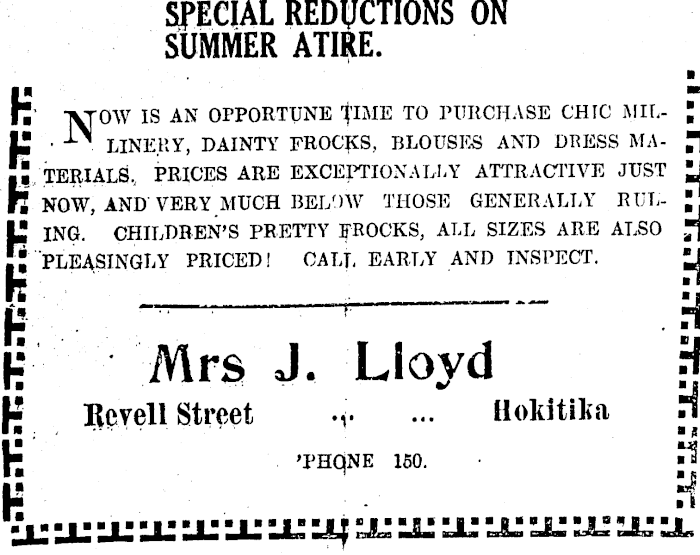 SPECIAL REDUCTIONS ON
SUMMER ATIRE.
NOW IS AN OPPORTUNE TIME TO PURCHASE CHIC MIL-
LINERY, DAINTY FROCKS, BLOUSES AND DRESS MA-
TERIALS. PRICES ARE EXCEPTIONALLY ATTRACTIVE JUST
NOW, AND VERY MUCH BELOW THOSE GENERALLY RUL-
ING. CHILDREN'S PRETTY FROCKS, ALL SIZES ARE ALSO
PLEASINGLY PRICED! CALL EARLY AND INSPECT.
Mrs J. Lloyd
Revell Street ... ... Hokitika
'PHONE 150.